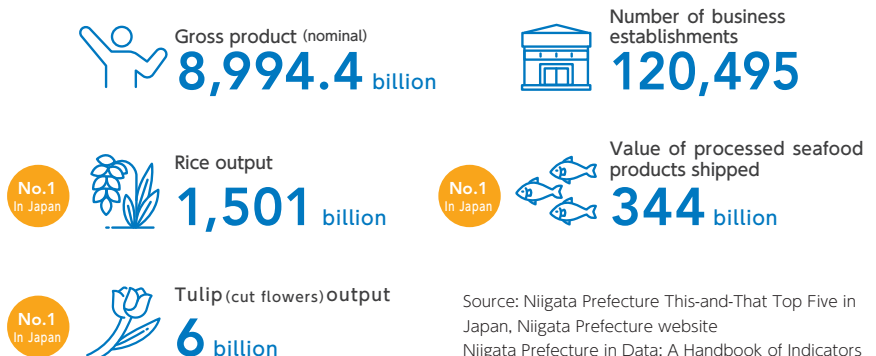 Gross product (nominal)
8,994.4 billion
Number of business
establishments
120,495
No.1
In Japan
Rice output
1,501 billion
No.1
In Japan
Value of processed seafood
products shipped
344 billion
No.1
In Japan
Tulip (cut flowers) output
6 billion
Source: Niigata Prefecture This-and-That Top Five in
Japan, Niigata Prefecture website
Niigata Prefecture in Data: A Handbook of Indicators